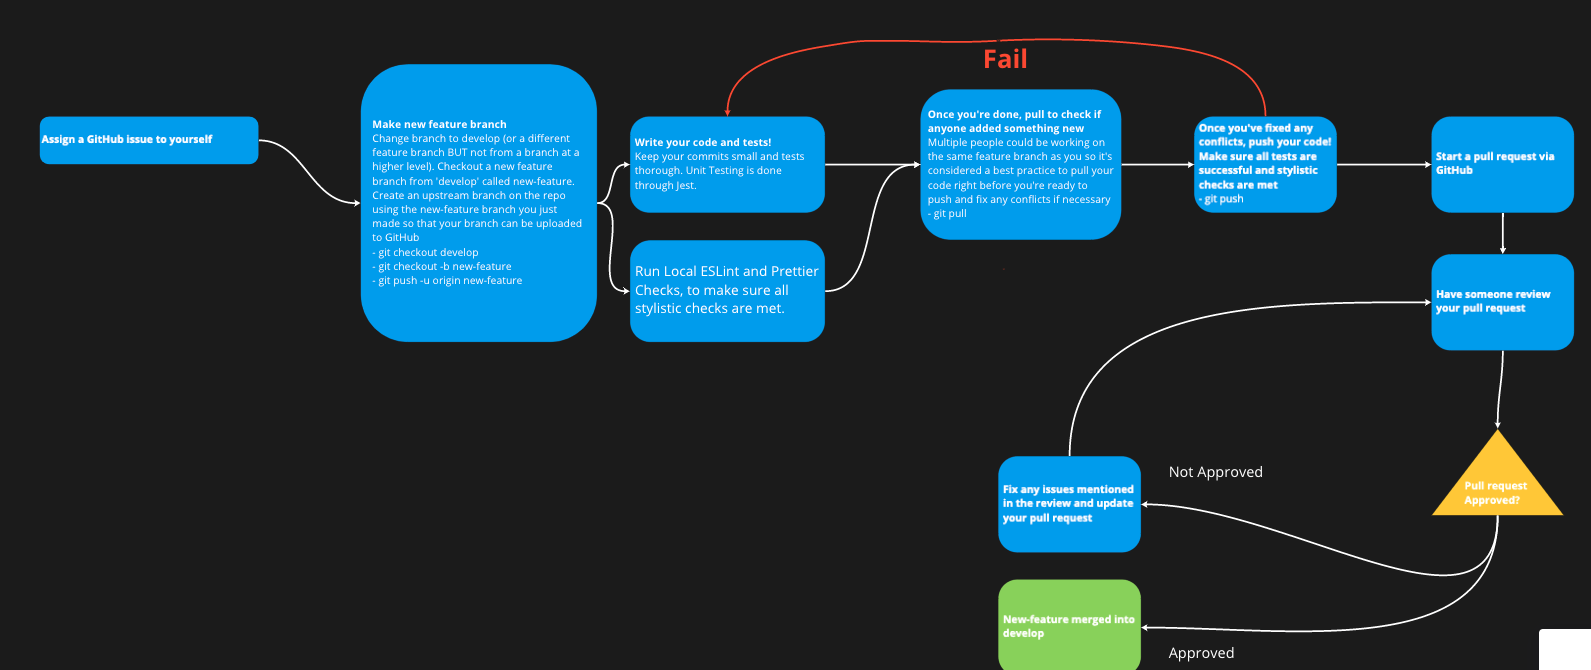 Fail
Assign a GitHub issue to yourself
Make new feature branch
Change branch to develop (or a different
feature branch BUT not from a branch at a
higher level). Checkout a new feature
branch from 'develop' called new-feature.
Create an upstream branch on the repo
using the new-feature branch you just
made so that your branch can be uploaded
to GitHub
- git checkout develop
- git checkout -b new-feature
- git push -u origin new-feature
Write your code and tests!
Keep your commits small and tests
thorough. Unit Testing is done
through Jest.
Run Local ESLint and Prettier
Checks, to make sure all
stylistic checks are met.
Once you're done, pull to check if
anyone added something new
Multiple people could be working on
the same feature branch as you so it's
considered a best practice to pull your
code right before you're ready to
push and fix any conflicts if necessary
- git pull
Once you've fixed any
conflicts, push your code!
Make sure all tests are
successful and stylistic
checks are met
- git push
Start a pull request via
GitHub
Have someone review
your pull request
Pull request
Approved?
Not Approved
Fix any issues mentioned
in the review and update
your pull request
New-feature merged into
develop
Approved